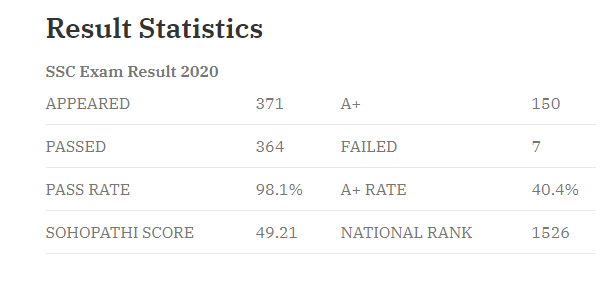 Result Statistics
SSC Exam Result 2020
APPEARED 371 A+ 150
PASSED 364 FAILED 7
PASS RATE 98.1% A+ RATE 40.4%
SOHOPATHI SCORE 49.21 NATIONAL RANK 1526